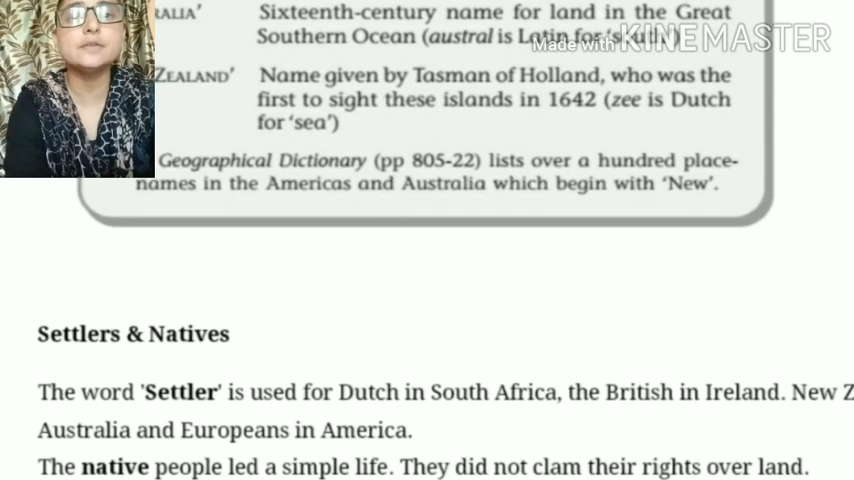 RALIA' Sixteenth-century name for land in the Great
Southern Ocean (austral is Latin for 'south')
Made with KINEMASTER
ZEALAND' Name given by Tasman of Holland, who was the
first to sight these islands in 1642 (zee is Dutch
for 'sea')
Geographical Dictionary (pp 805-22) lists over a hundred place-
names in the Americas and Australia which begin with 'New'.
Settlers & Natives
The word 'Settler' is used for Dutch in South Africa, the British in Ireland. New Z
Australia and Europeans in America.
The native people led a simple life. They did not clam their rights over land.